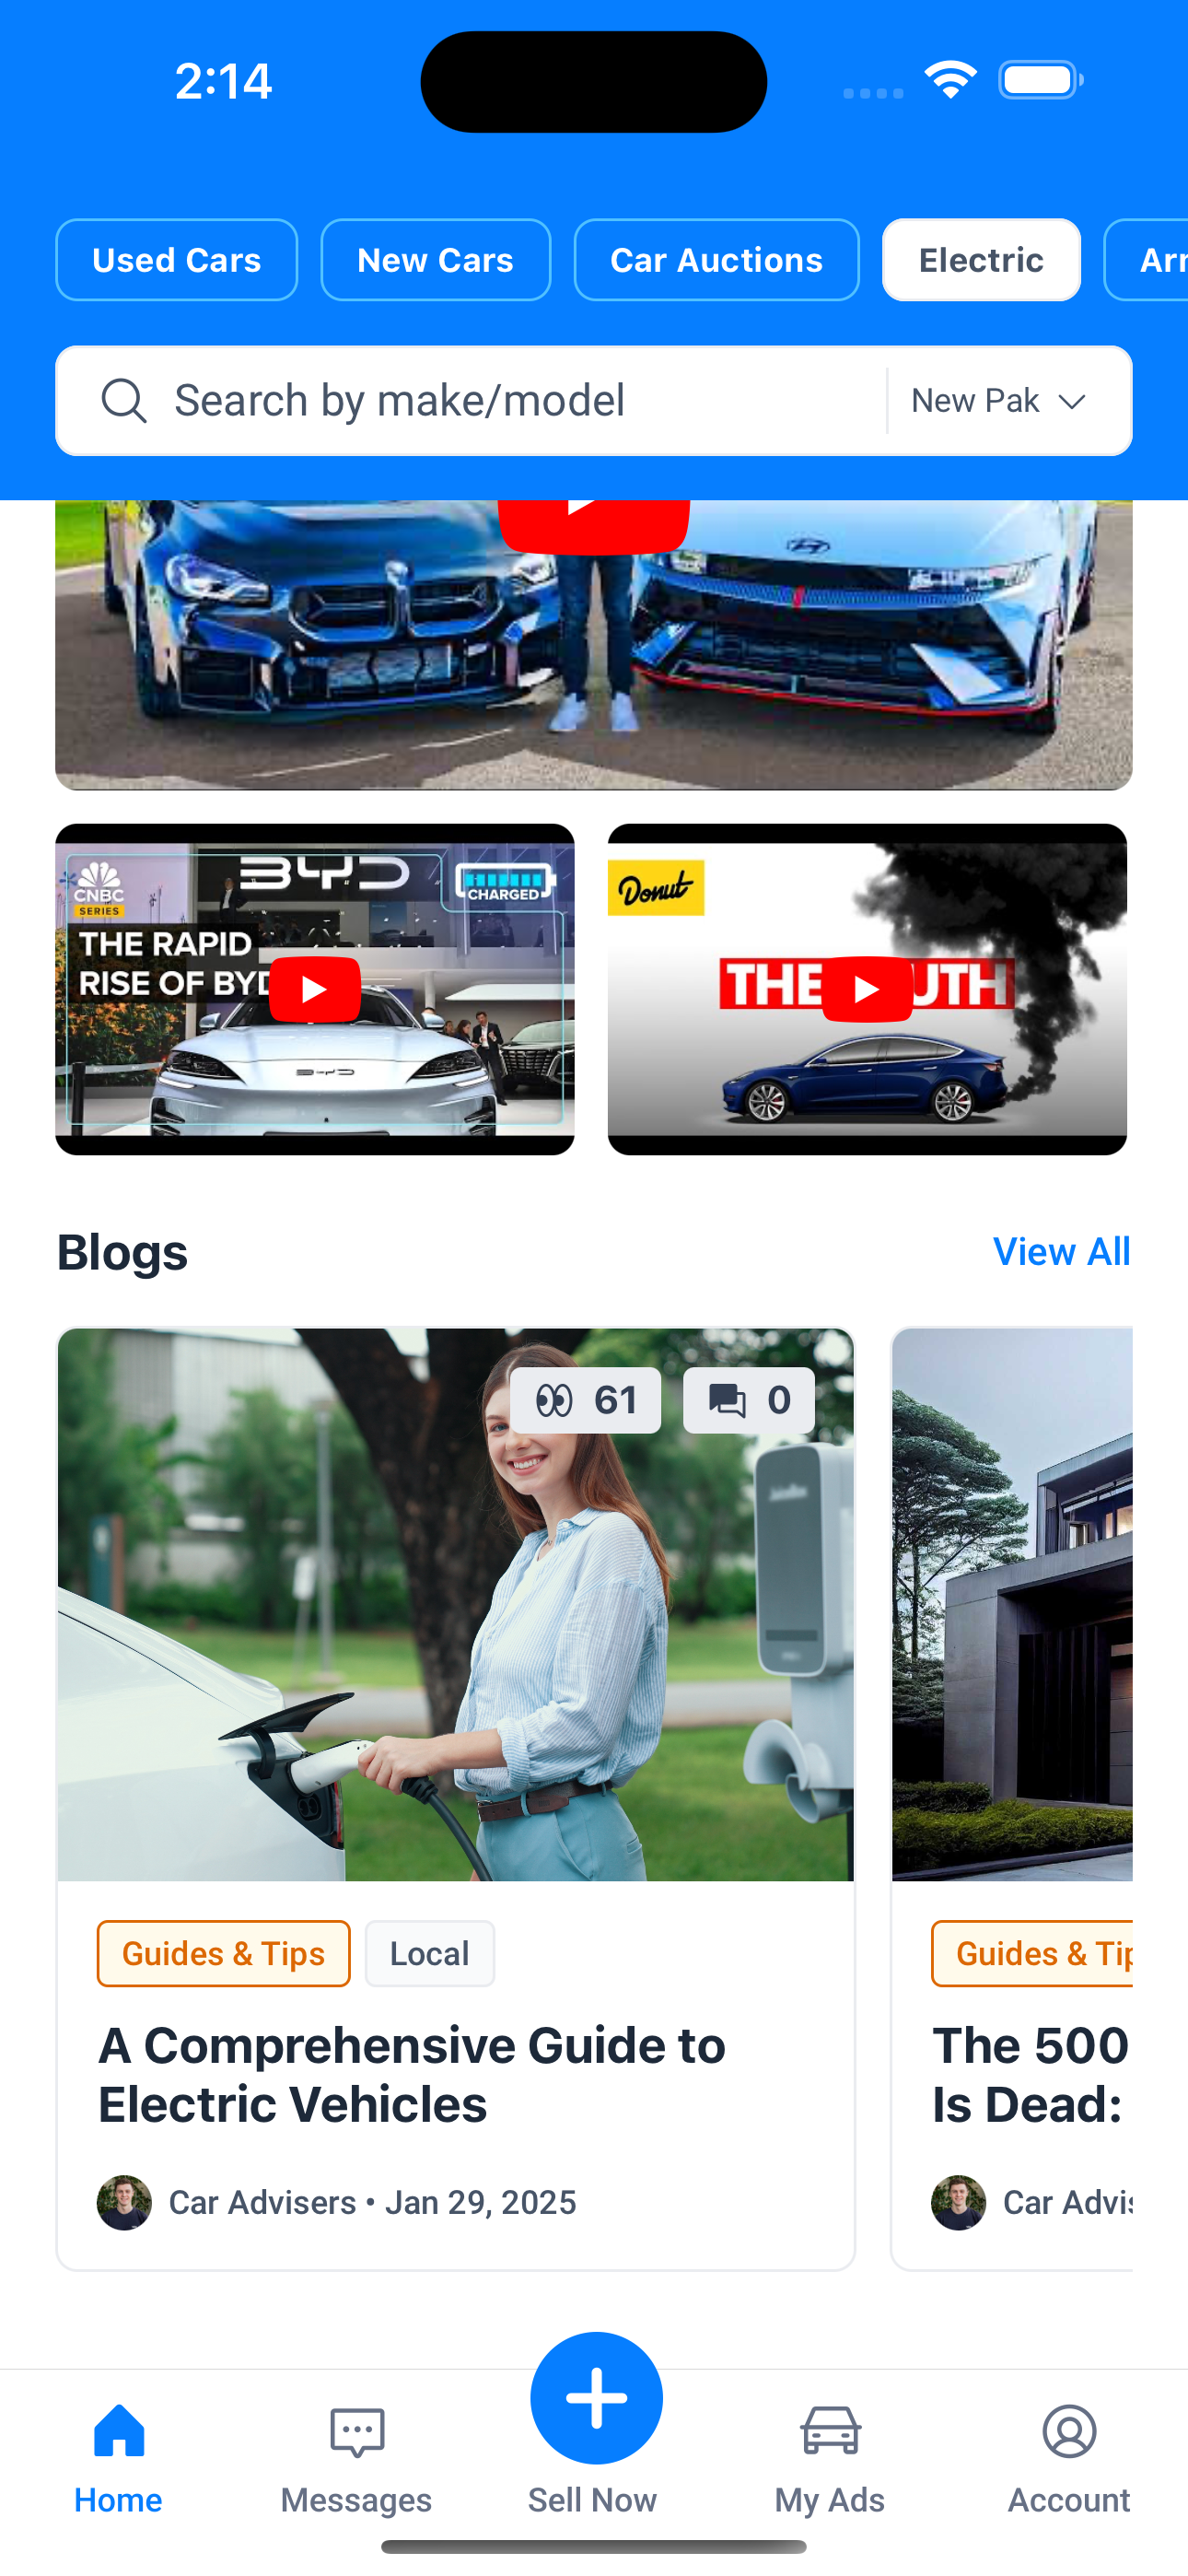 2:14
Used Cars
New Cars
Car Auctions
Electric
Search by make/model
New Pak
BYD
CNBC
SERIES
CHARGED
THE RAPID
RISE OF BYD
BYD
Donut
THE
UTH
Blogs
View All
61
0
Guides & Tips
Local
A Comprehensive Guide to
Electric Vehicles
Car Advisers • Jan 29, 2025
Guides & Tip
The 500
Is Dead:
Car Advis
Home
Messages
Sell Now
My Ads
Account